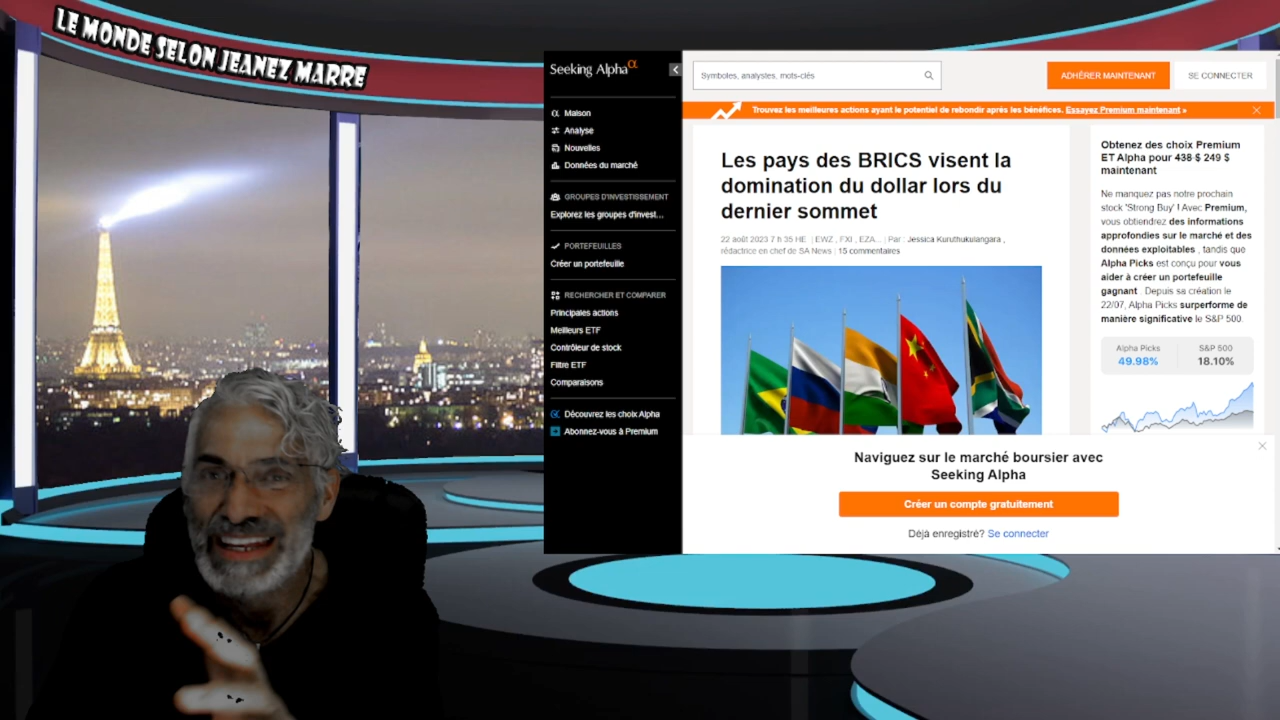 LE MONDE SELON JEANEZ MARRE
Seeking Alphaα
Symboles, analystes, mots-clés
ADHÉRER MAINTENANT
SE CONNECTER
Trouvez les meilleures actions ayant le potentiel de rebondir après les bénéfices. Essayez Premium maintenant »
Maison
Analyse
Nouvelles
Données du marché
GROUPES D'INVESTISSEMENT
Explorez les groupes d'invest...
PORTEFEUILLES
Créer un portefeuille
RECHERCHER ET COMPARER
Principales actions
Meilleurs ETF
Contrôleur de stock
Filtre ETF
Comparaisons
Découvrez les choix Alpha
Abonnez-vous à Premium
Les pays des BRICS visent la
domination du dollar lors du
dernier sommet
22 août 2023 7 h 35 HE | EWZ , FXI , EZA... | Par : Jessica Kuruthukulangara ,
rédactrice en chef de SA News | 15 commentaires
Obtenez des choix Premium
ET Alpha pour 438 $ 249 $
maintenant
Ne manquez pas notre prochain
stock 'Strong Buy' ! Avec Premium,
vous obtiendrez des informations
approfondies sur le marché et des
données exploitables , tandis que
Alpha Picks est conçu pour vous
aider à créer un portefeuille
gagnant . Depuis sa création le
22/07, Alpha Picks surperforme de
manière significative le S&P 500.
Alpha Picks
S&P 500
49.98%
18.10%
Naviguez sur le marché boursier avec
Seeking Alpha
Créer un compte gratuitement
Déjà enregistré? Se connecter